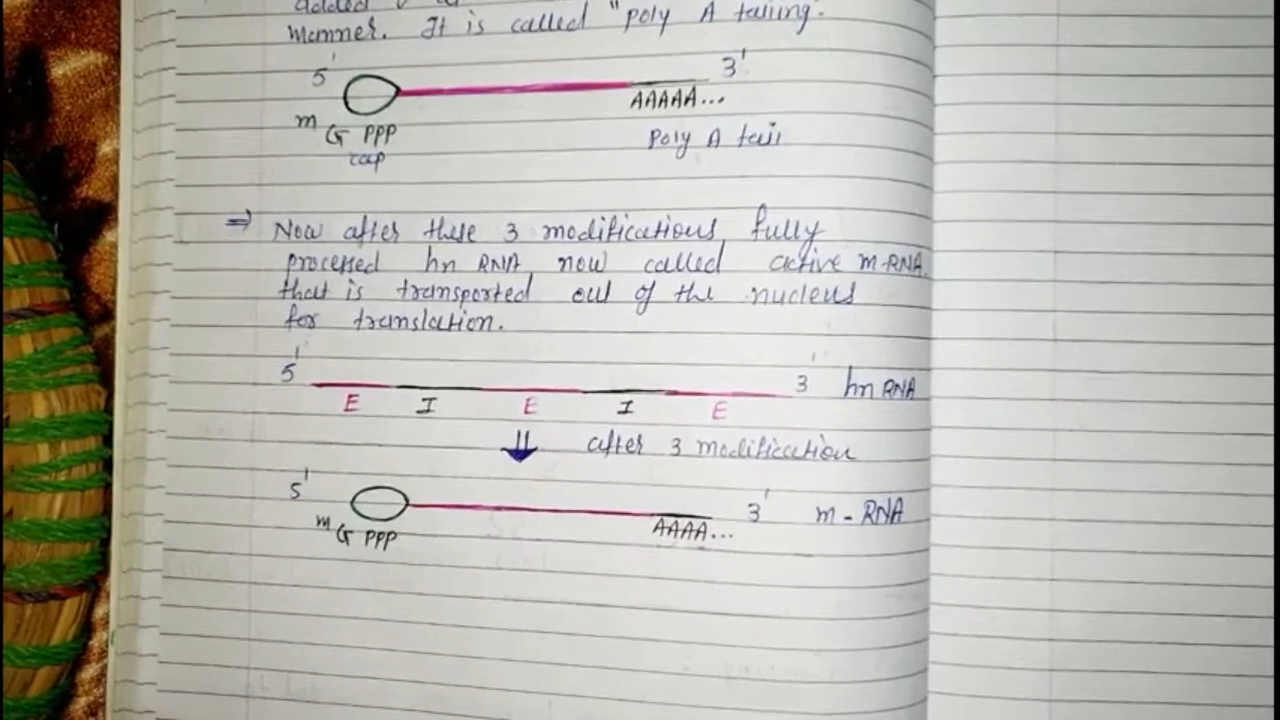 added
manner. It is called "poly A tailing.
5' 3'
AAAAA...
m G PPP
cap
Poly A tail
⇒ Now after these 3 modifications fully
processed hn RNA now called active m-RNA
that is transported out of the nucleus
for translation.
5' 3' hn RNA
E I E I E
⇓ after 3 modification
5' 3' m-RNA
m G PPP AAAA...